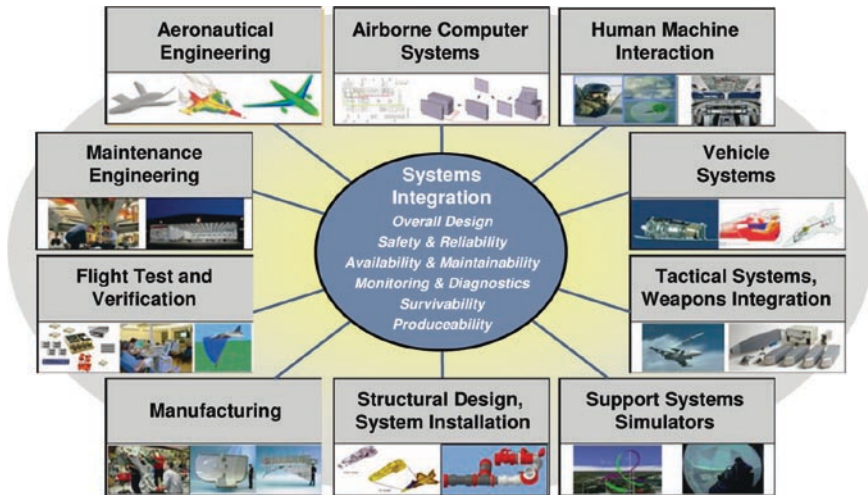 Aeronautical
Engineering
Airborne Computer
Systems
Human Machine
Interaction
Maintenance
Engineering
Systems
Integration
Overall Design
Safety & Reliability
Availability & Maintainability
Monitoring & Diagnostics
Survivability
Produceability
Vehicle
Systems
Flight Test and
Verification
Tactical Systems,
Weapons Integration
Manufacturing
Structural Design,
System Installation
Support Systems
Simulators